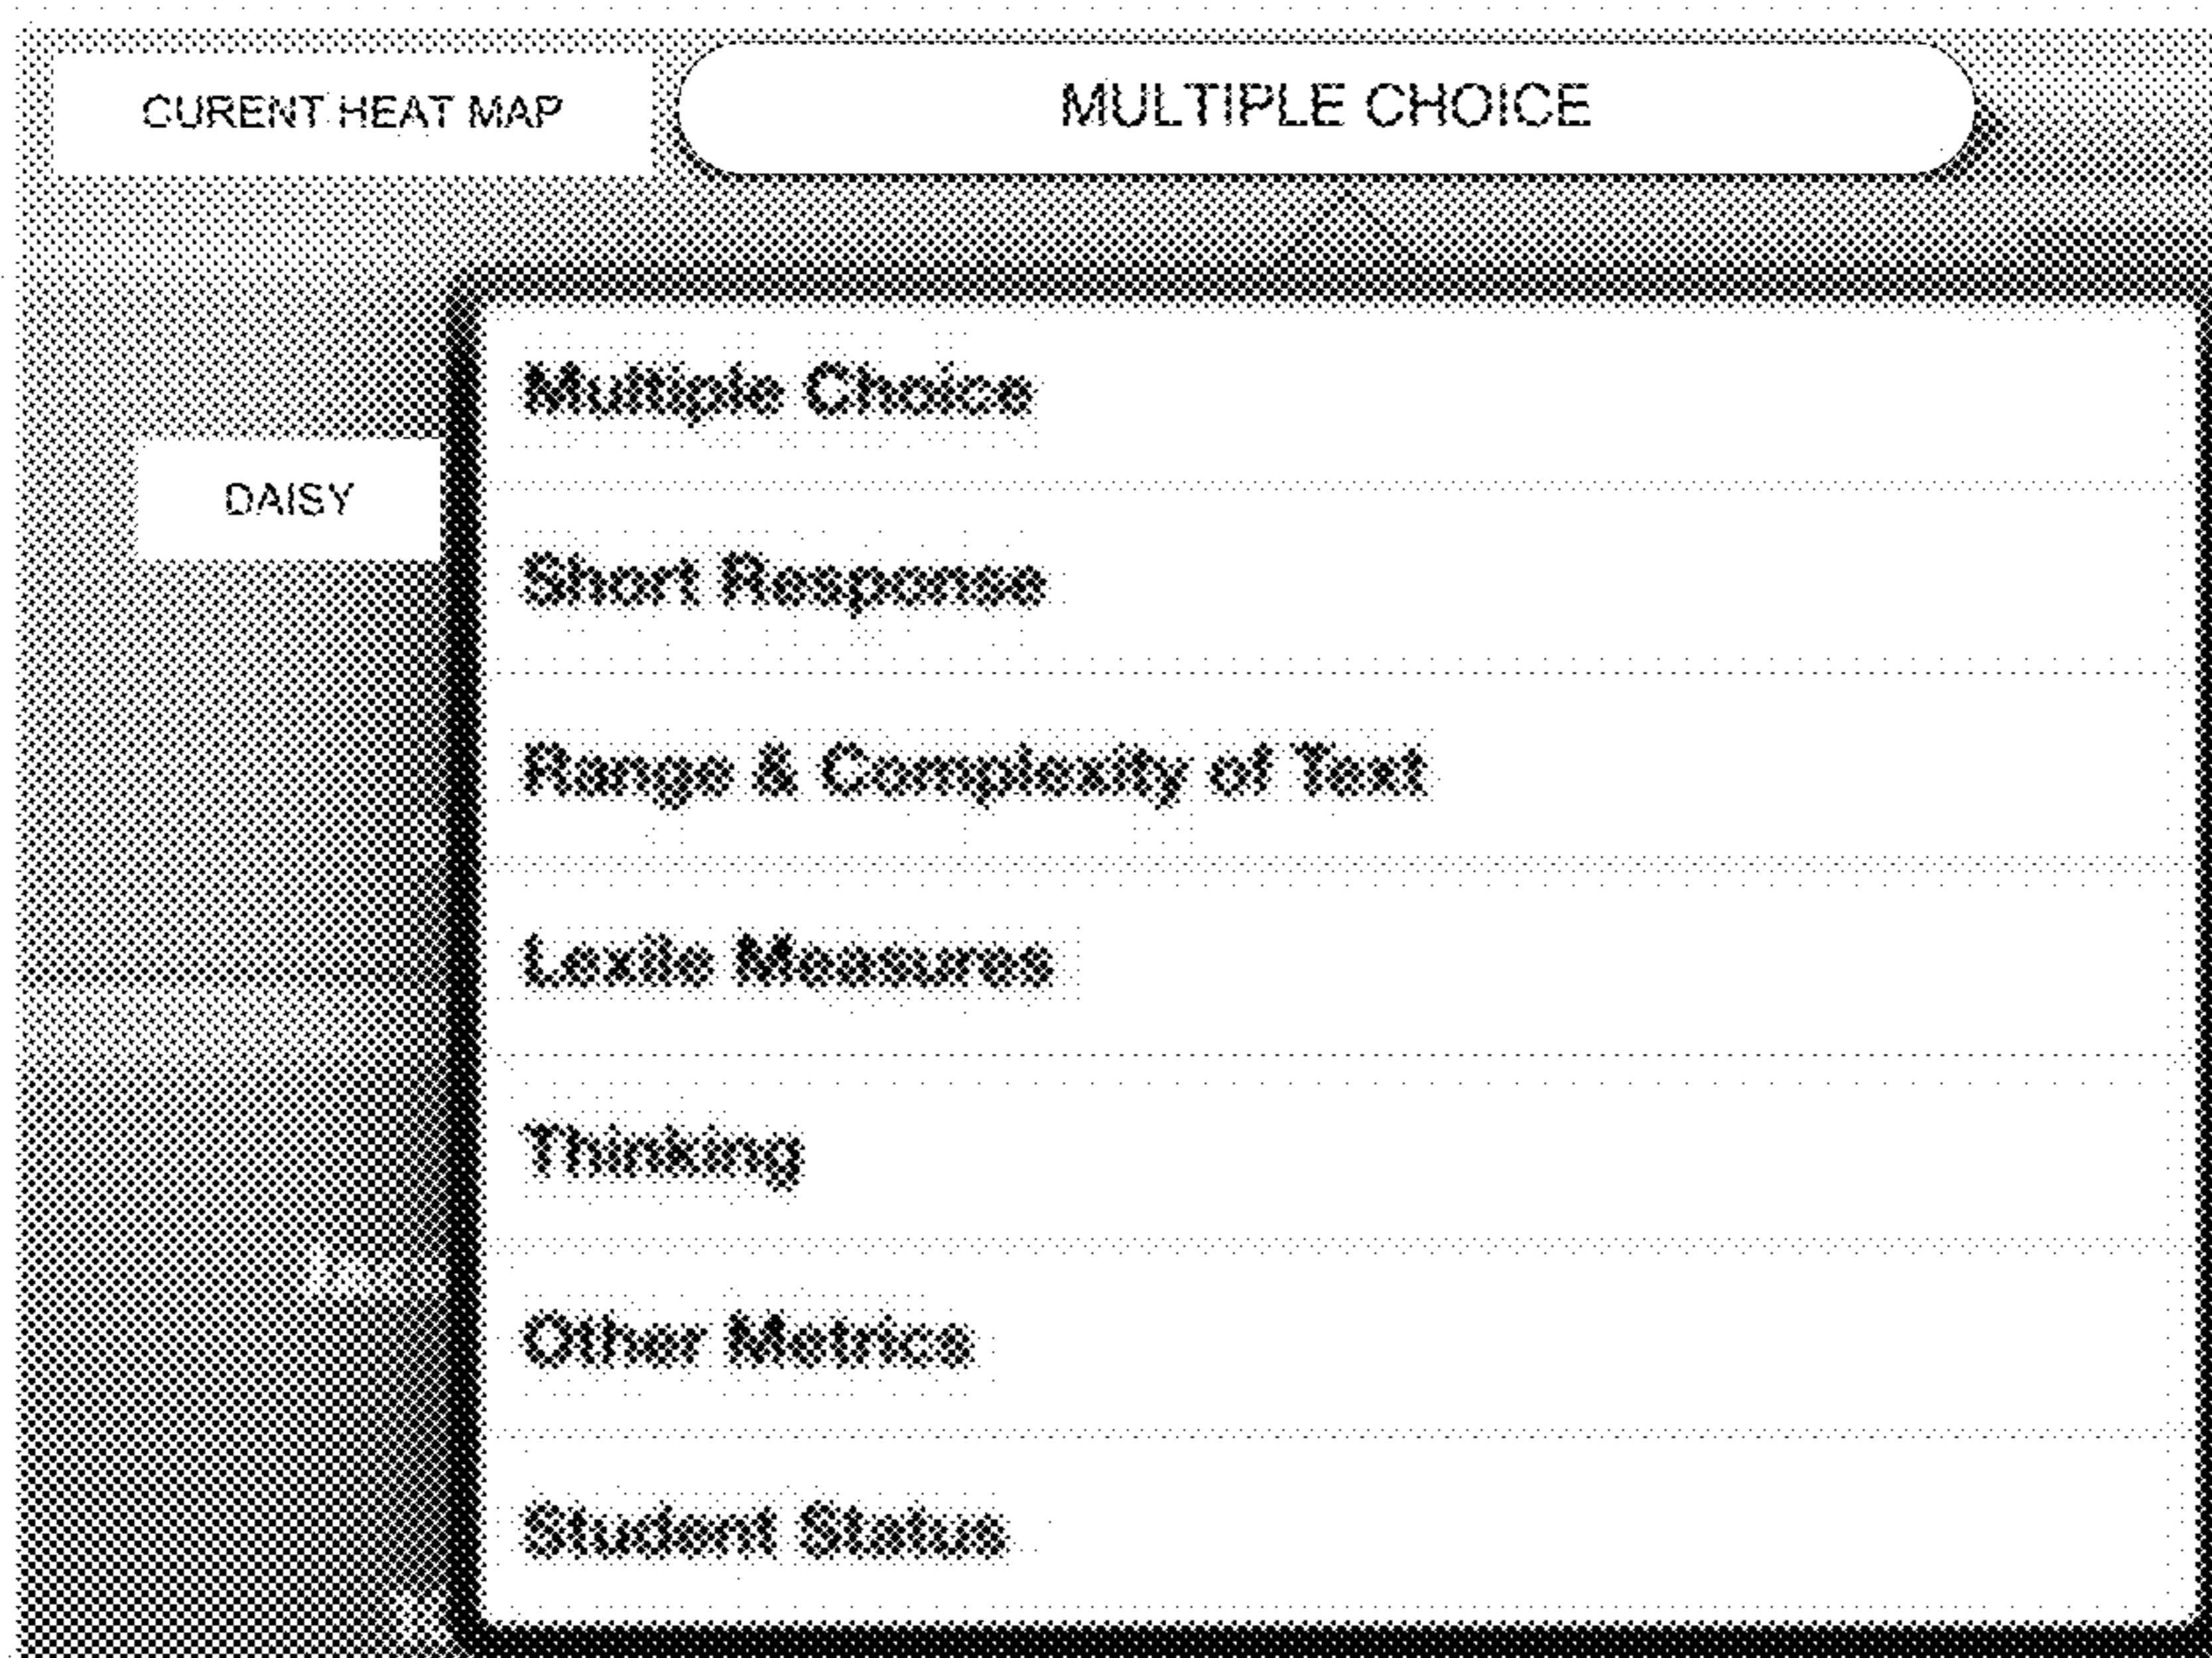 CURENT HEAT MAP
MULTIPLE CHOICE
Multiple Choice
DAISY
Short Response
Range & Complexity of Text
Lexile Measures
Thinking
Other Metrics
Student Status